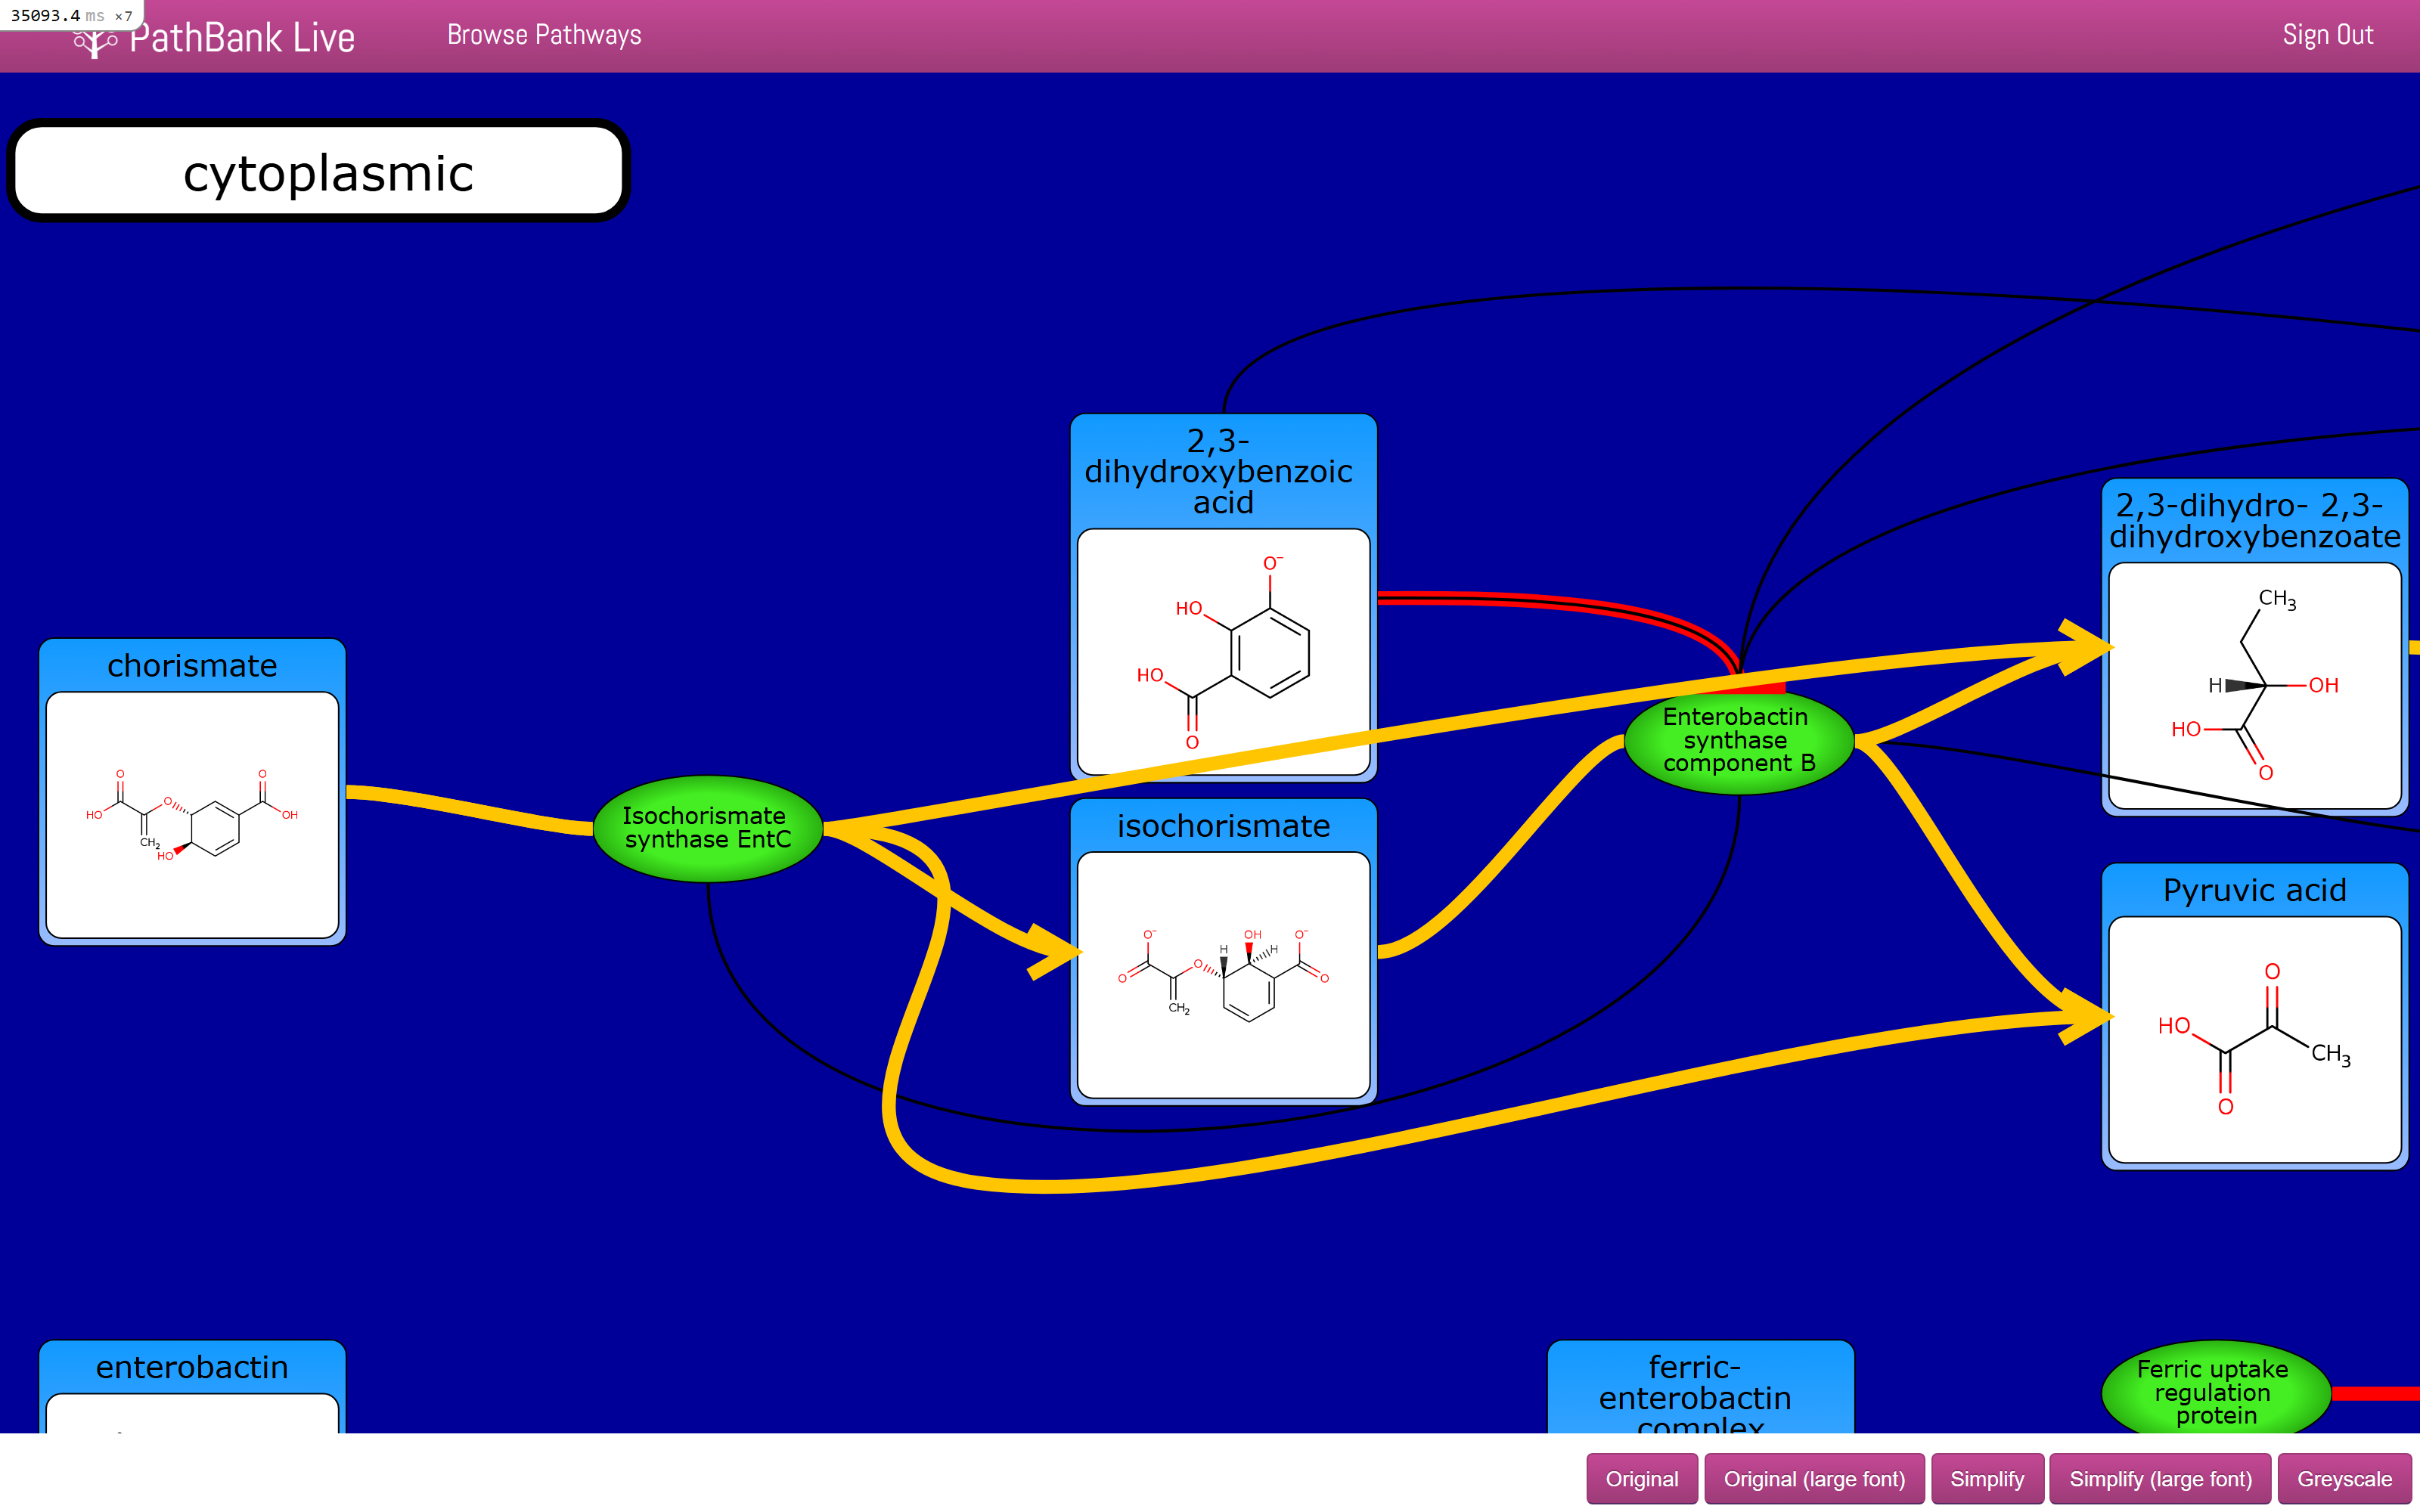 35093.4 ms ×7
PathBank Live
Browse Pathways
Sign Out
cytoplasmic
2,3-
dihydroxybenzoic
acid
O⁻
HO
HO
O
2,3-dihydro- 2,3-
dihydroxybenzoate
CH3
H
OH
HO
O
chorismate
O
O
HO
O
OH
CH2
HO
Isochorismate
synthase EntC
Enterobactin
synthase
component B
isochorismate
O⁻
OH
O⁻
H
H
O
O
O
CH2
Pyruvic acid
O
HO
CH3
O
enterobactin
ferric-
enterobactin
complex
Ferric uptake
regulation
protein
Original
Original (large font)
Simplify
Simplify (large font)
Greyscale